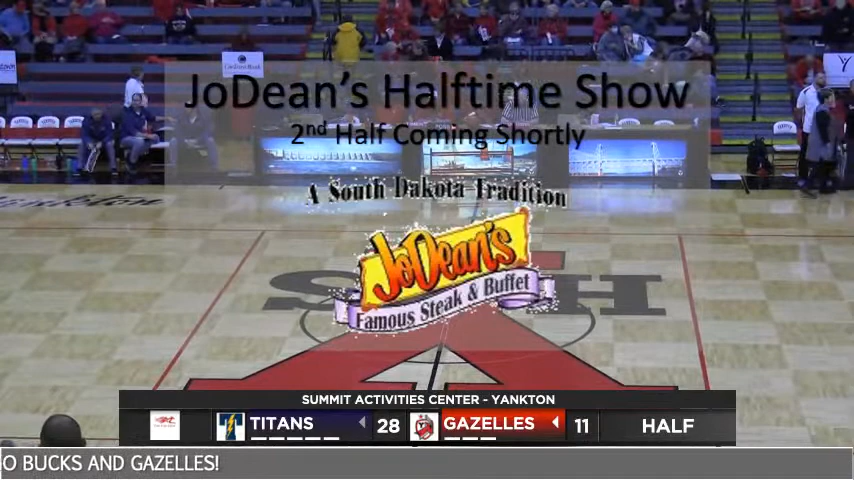 JoDean's Halftime Show
2nd Half Coming Shortly
A South Dakota Tradition
JoDean's
Famous Steak & Buffet
S H
SUMMIT ACTIVITIES CENTER - YANKTON
T TITANS 28 GAZELLES 11 HALF
O BUCKS AND GAZELLES!